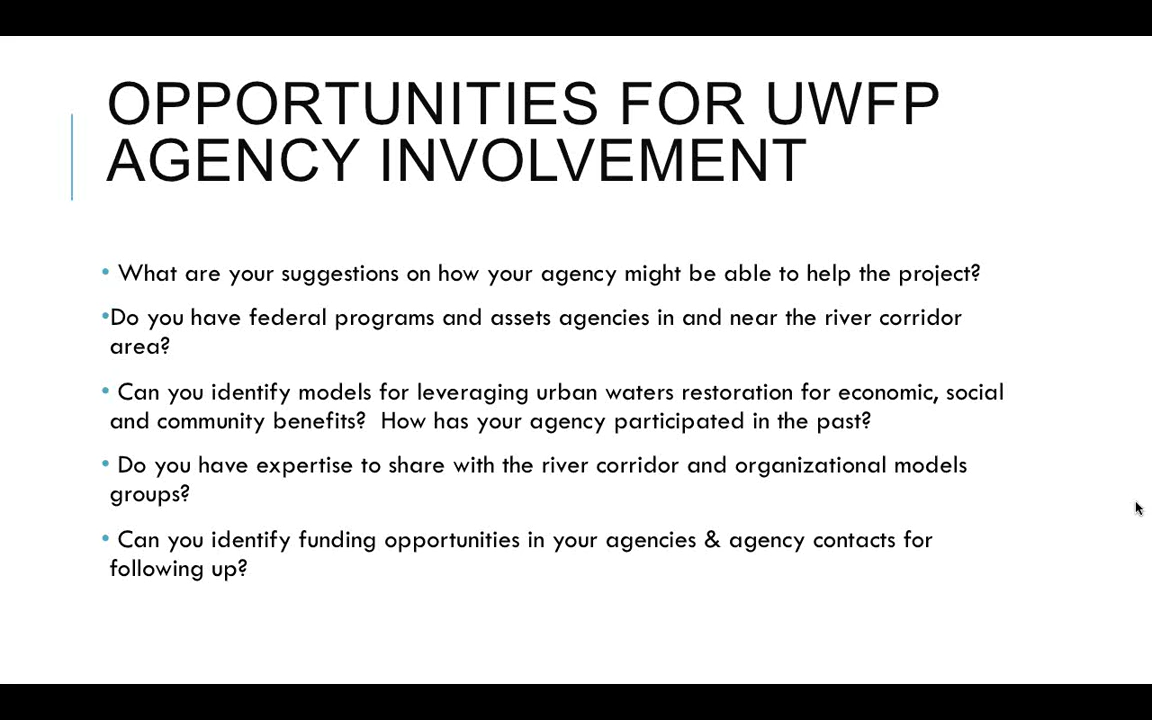 OPPORTUNITIES FOR UWFP
AGENCY INVOLVEMENT
• What are your suggestions on how your agency might be able to help the project?
•Do you have federal programs and assets agencies in and near the river corridor
area?
• Can you identify models for leveraging urban waters restoration for economic, social
and community benefits?  How has your agency participated in the past?
• Do you have expertise to share with the river corridor and organizational models
groups?
• Can you identify funding opportunities in your agencies & agency contacts for
following up?